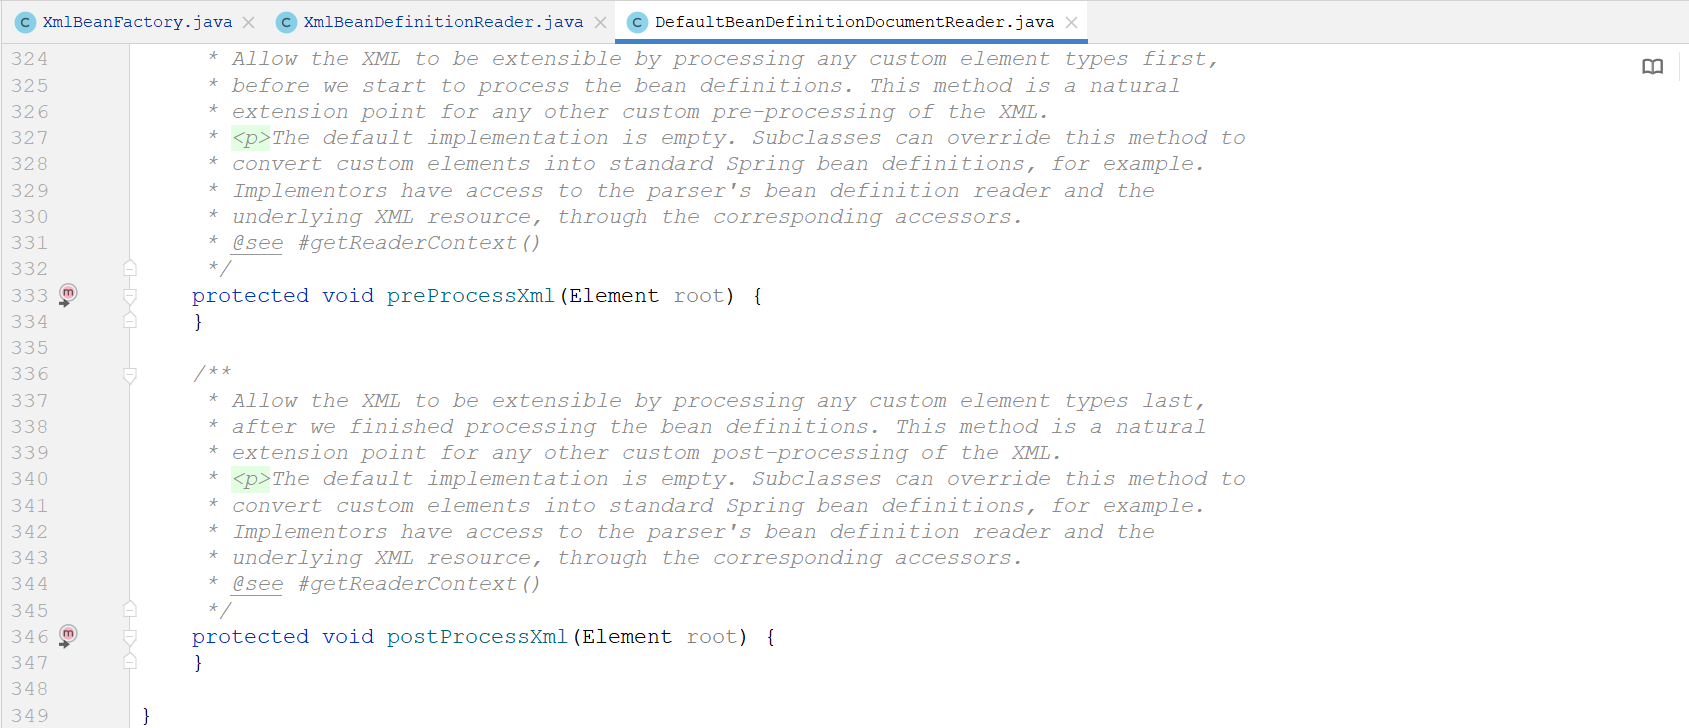 XmlBeanFactory.java XmlBeanDefinitionReader.java DefaultBeanDefinitionDocumentReader.java
324 * Allow the XML to be extensible by processing any custom element types first,
325 * before we start to process the bean definitions. This method is a natural
326 * extension point for any other custom pre-processing of the XML.
327 * <p>The default implementation is empty. Subclasses can override this method to
328 * convert custom elements into standard Spring bean definitions, for example.
329 * Implementors have access to the parser's bean definition reader and the
330 * underlying XML resource, through the corresponding accessors.
331 * @see #getReaderContext()
332 */
333 protected void preProcessXml(Element root) {
334 }
335
336 /**
337 * Allow the XML to be extensible by processing any custom element types last,
338 * after we finished processing the bean definitions. This method is a natural
339 * extension point for any other custom post-processing of the XML.
340 * <p>The default implementation is empty. Subclasses can override this method to
341 * convert custom elements into standard Spring bean definitions, for example.
342 * Implementors have access to the parser's bean definition reader and the
343 * underlying XML resource, through the corresponding accessors.
344 * @see #getReaderContext()
345 */
346 protected void postProcessXml(Element root) {
347 }
348
349 }